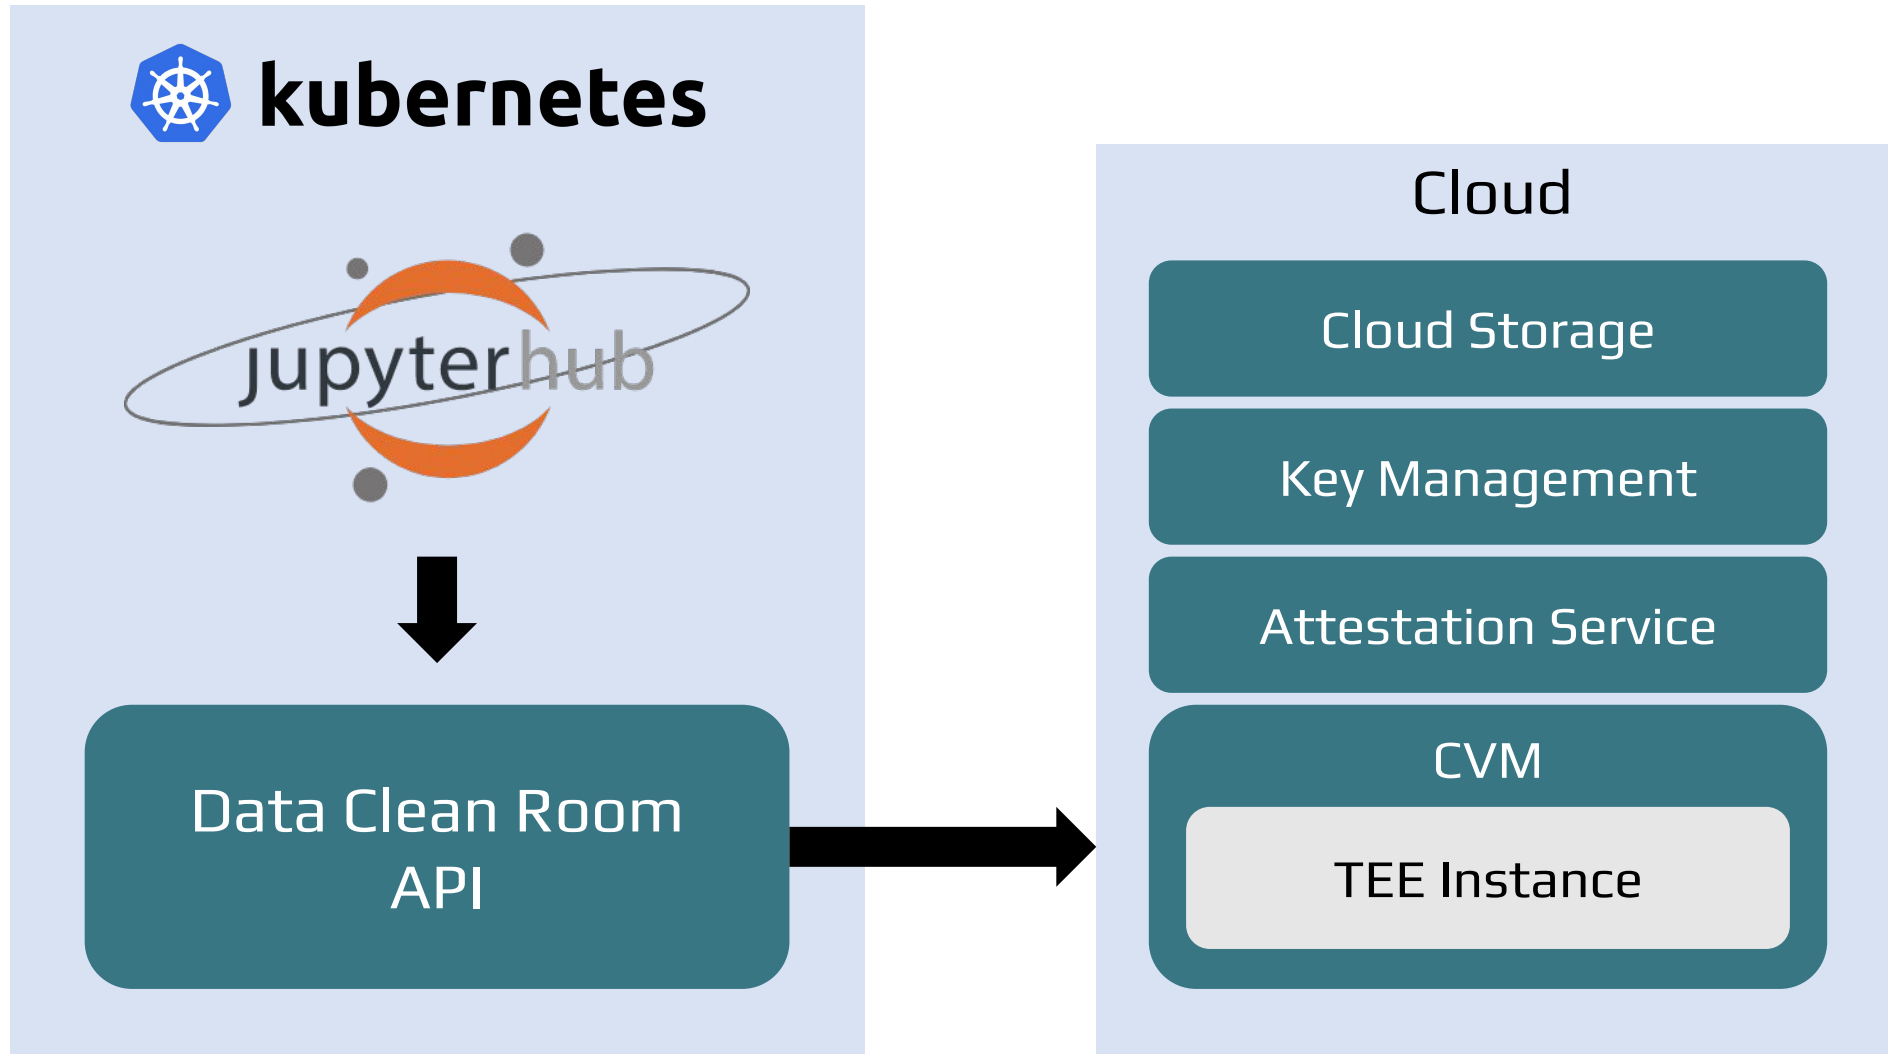 kubernetes
jupyterhub
Data Clean Room
API
Cloud
Cloud Storage
Key Management
Attestation Service
CVM
TEE Instance